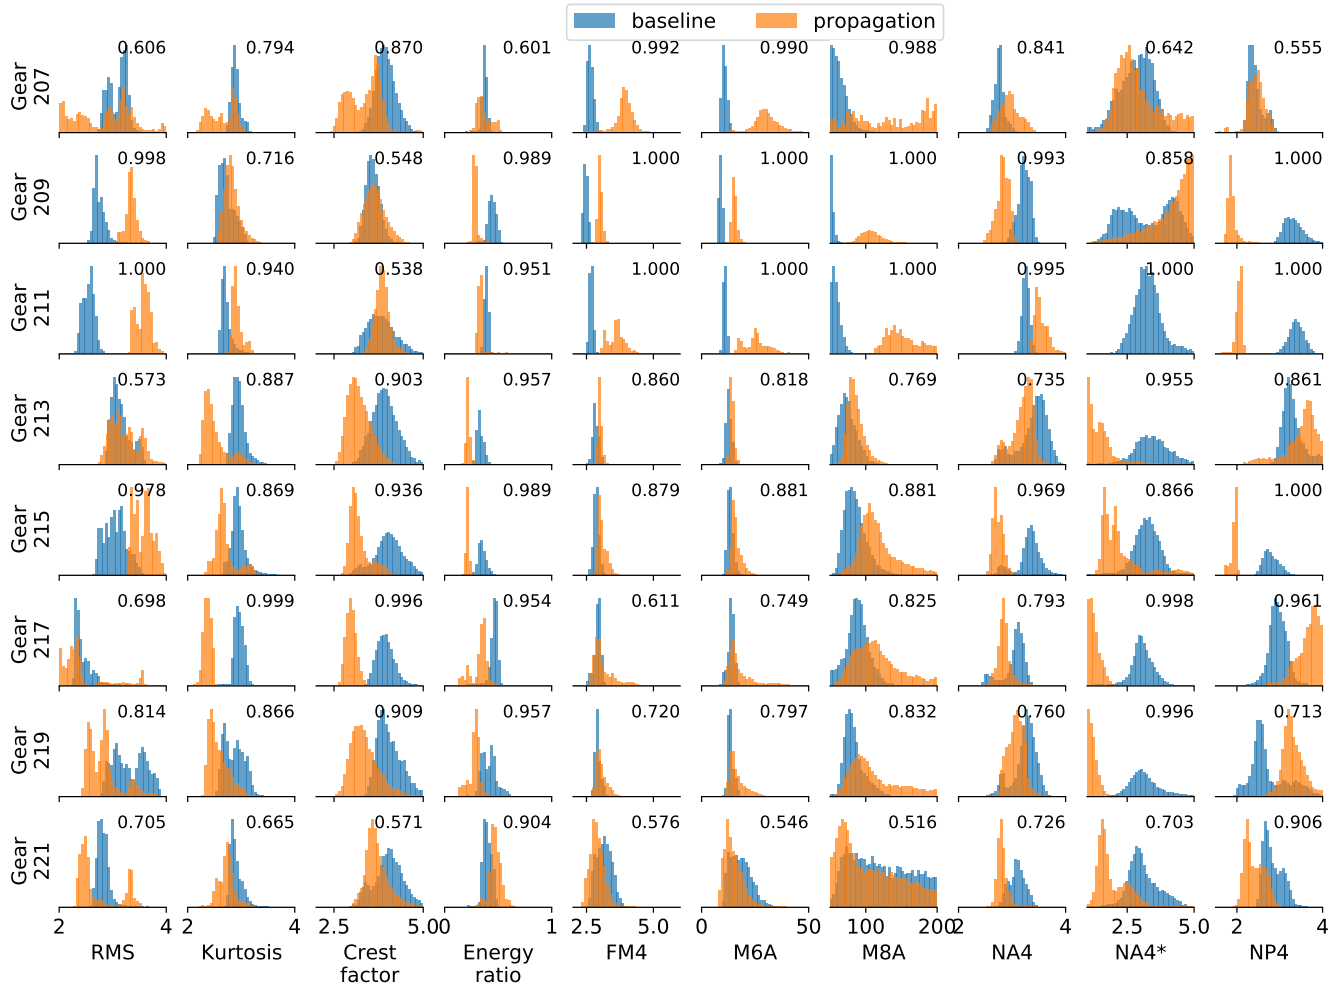 baseline propagation
Gear 207
0.606 0.794 0.870 0.601 0.992 0.990 0.988 0.841 0.642 0.555
Gear 209
0.998 0.716 0.548 0.989 1.000 1.000 1.000 0.993 0.858 1.000
Gear 211
1.000 0.940 0.538 0.951 1.000 1.000 1.000 0.995 1.000 1.000
Gear 213
0.573 0.887 0.903 0.957 0.860 0.818 0.769 0.735 0.955 0.861
Gear 215
0.978 0.869 0.936 0.989 0.879 0.881 0.881 0.969 0.866 1.000
Gear 217
0.698 0.999 0.996 0.954 0.611 0.749 0.825 0.793 0.998 0.961
Gear 219
0.814 0.866 0.909 0.957 0.720 0.797 0.832 0.760 0.996 0.713
Gear 221
0.705 0.665 0.571 0.904 0.576 0.546 0.516 0.726 0.703 0.906
2 4 2 4 2.5 5.0 0 1 2.5 5.0 0 50 100 200 2 4 2.5 5.0 2 4
RMS Kurtosis Crest factor Energy ratio FM4 M6A M8A NA4 NA4* NP4